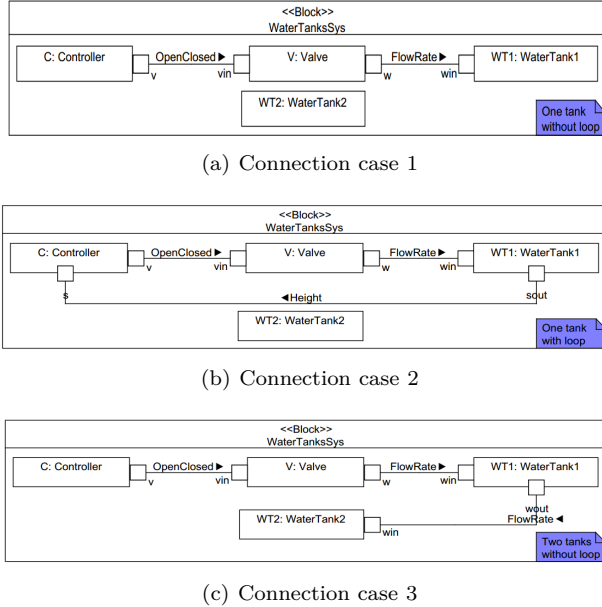 <<Block>>
WaterTanksSys
C: Controller OpenClosed▶ V: Valve FlowRate▶ WT1: WaterTank1
v vin w win
WT2: WaterTank2
One tank
without loop
(a) Connection case 1
<<Block>>
WaterTanksSys
C: Controller OpenClosed▶ V: Valve FlowRate▶ WT1: WaterTank1
v vin w win
s ◀Height sout
WT2: WaterTank2
One tank
with loop
(b) Connection case 2
<<Block>>
WaterTanksSys
C: Controller OpenClosed▶ V: Valve FlowRate▶ WT1: WaterTank1
v vin w win
wout
WT2: WaterTank2 FlowRate◀
win
Two tanks
without loop
(c) Connection case 3